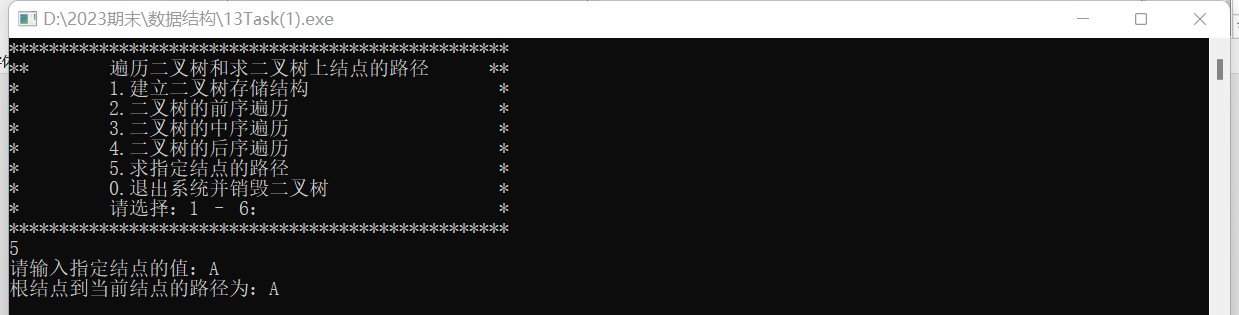 D:\2023期末\数据结构\13Task(1).exe
**************************************************
** 遍历二叉树和求二叉树上结点的路径 **
* 1.建立二叉树存储结构 *
* 2.二叉树的前序遍历 *
* 3.二叉树的中序遍历 *
* 4.二叉树的后序遍历 *
* 5.求指定结点的路径 *
* 0.退出系统并销毁二叉树 *
* 请选择：1 - 6： *
**************************************************
5
请输入指定结点的值：A
根结点到当前结点的路径为：A